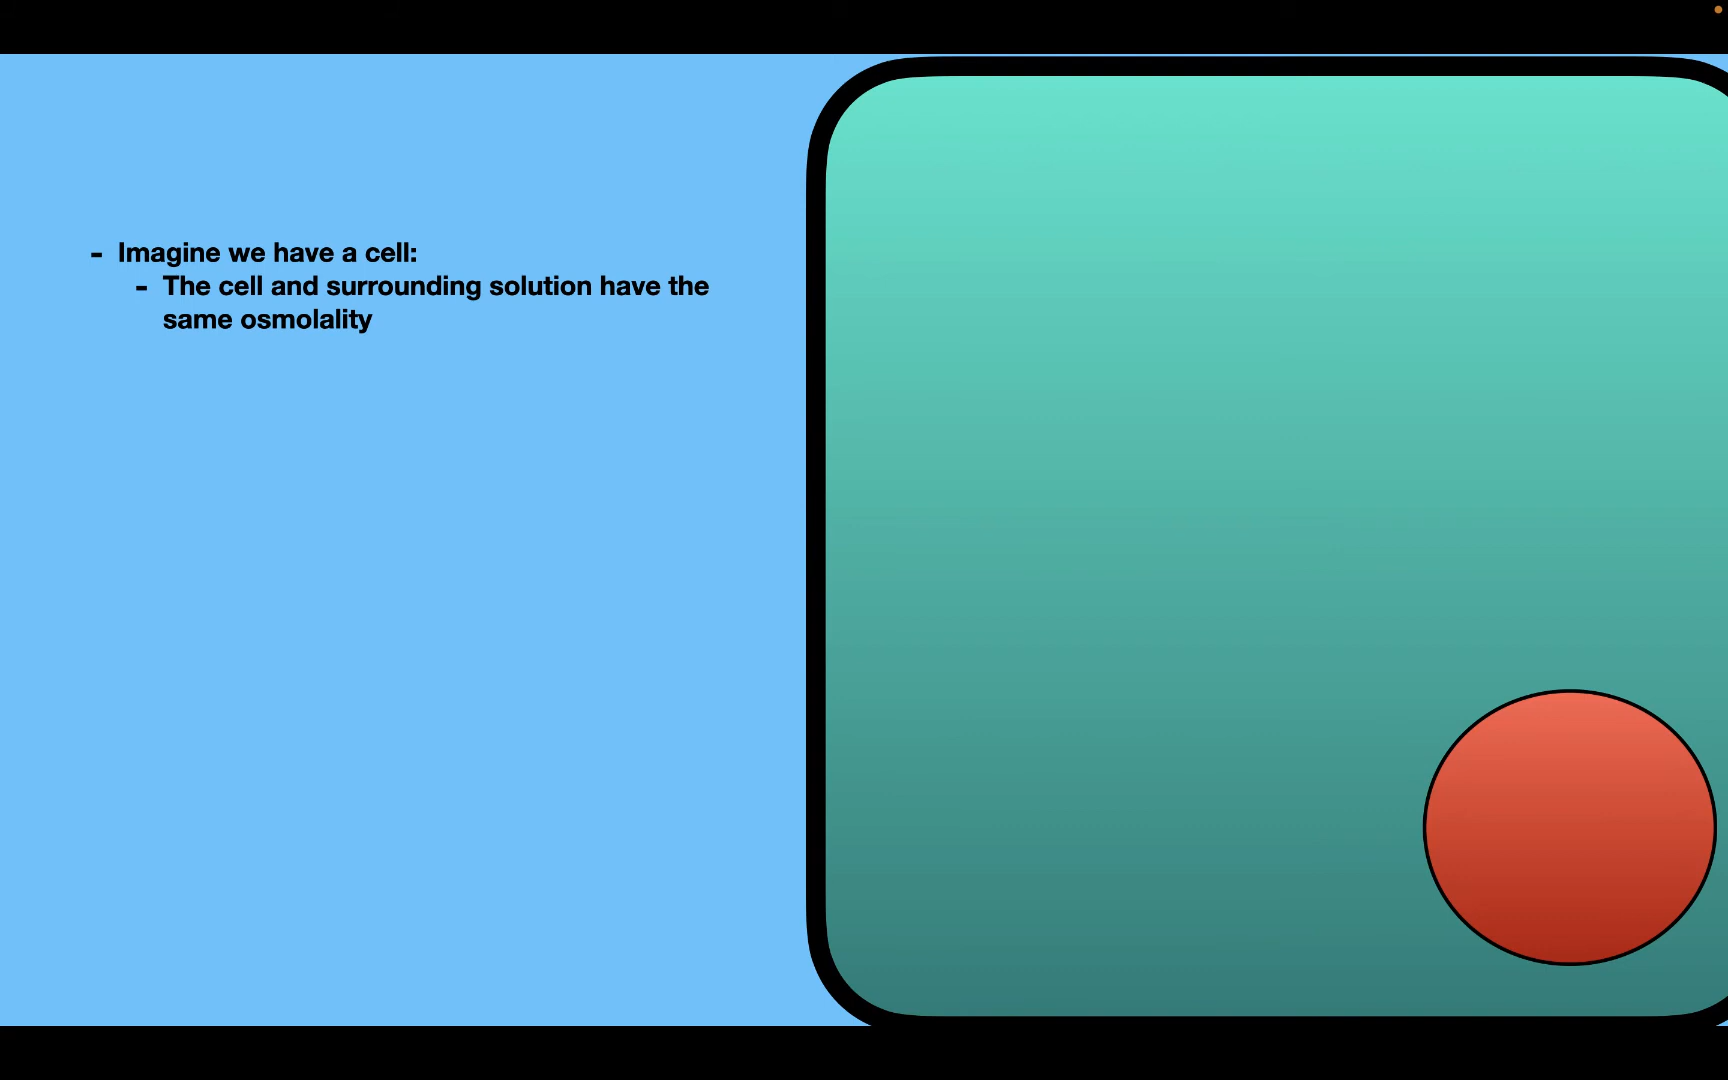 - Imagine we have a cell:
- The cell and surrounding solution have the
same osmolality